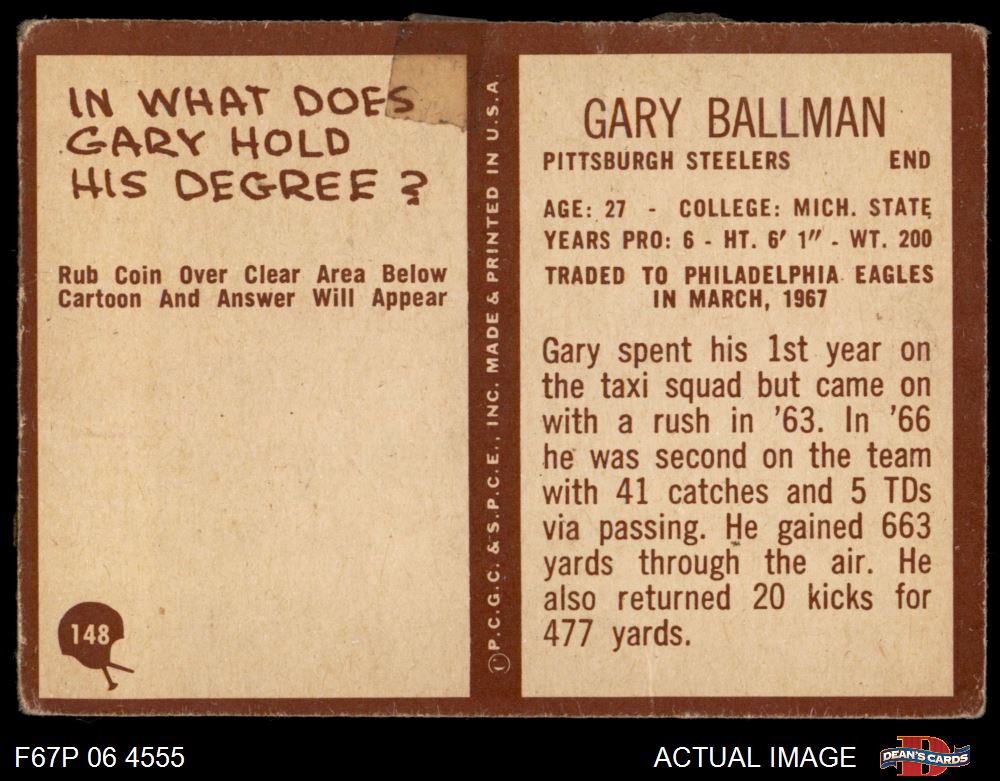 IN WHAT DOES
GARY HOLD
HIS DEGREE ?
Rub Coin Over Clear Area Below
Cartoon And Answer Will Appear
148
© P.C.G.C. & S.P.C.E., INC. MADE & PRINTED IN U.S.A.
GARY BALLMAN
PITTSBURGH STEELERS END
AGE: 27 - COLLEGE: MICH. STATE
YEARS PRO: 6 - HT. 6' 1" - WT. 200
TRADED TO PHILADELPHIA EAGLES
IN MARCH, 1967
Gary spent his 1st year on
the taxi squad but came on
with a rush in '63. In '66
he was second on the team
with 41 catches and 5 TDs
via passing. He gained 663
yards through the air. He
also returned 20 kicks for
477 yards.
F67P 06 4555
ACTUAL IMAGE
D
DEAN'S CARDS